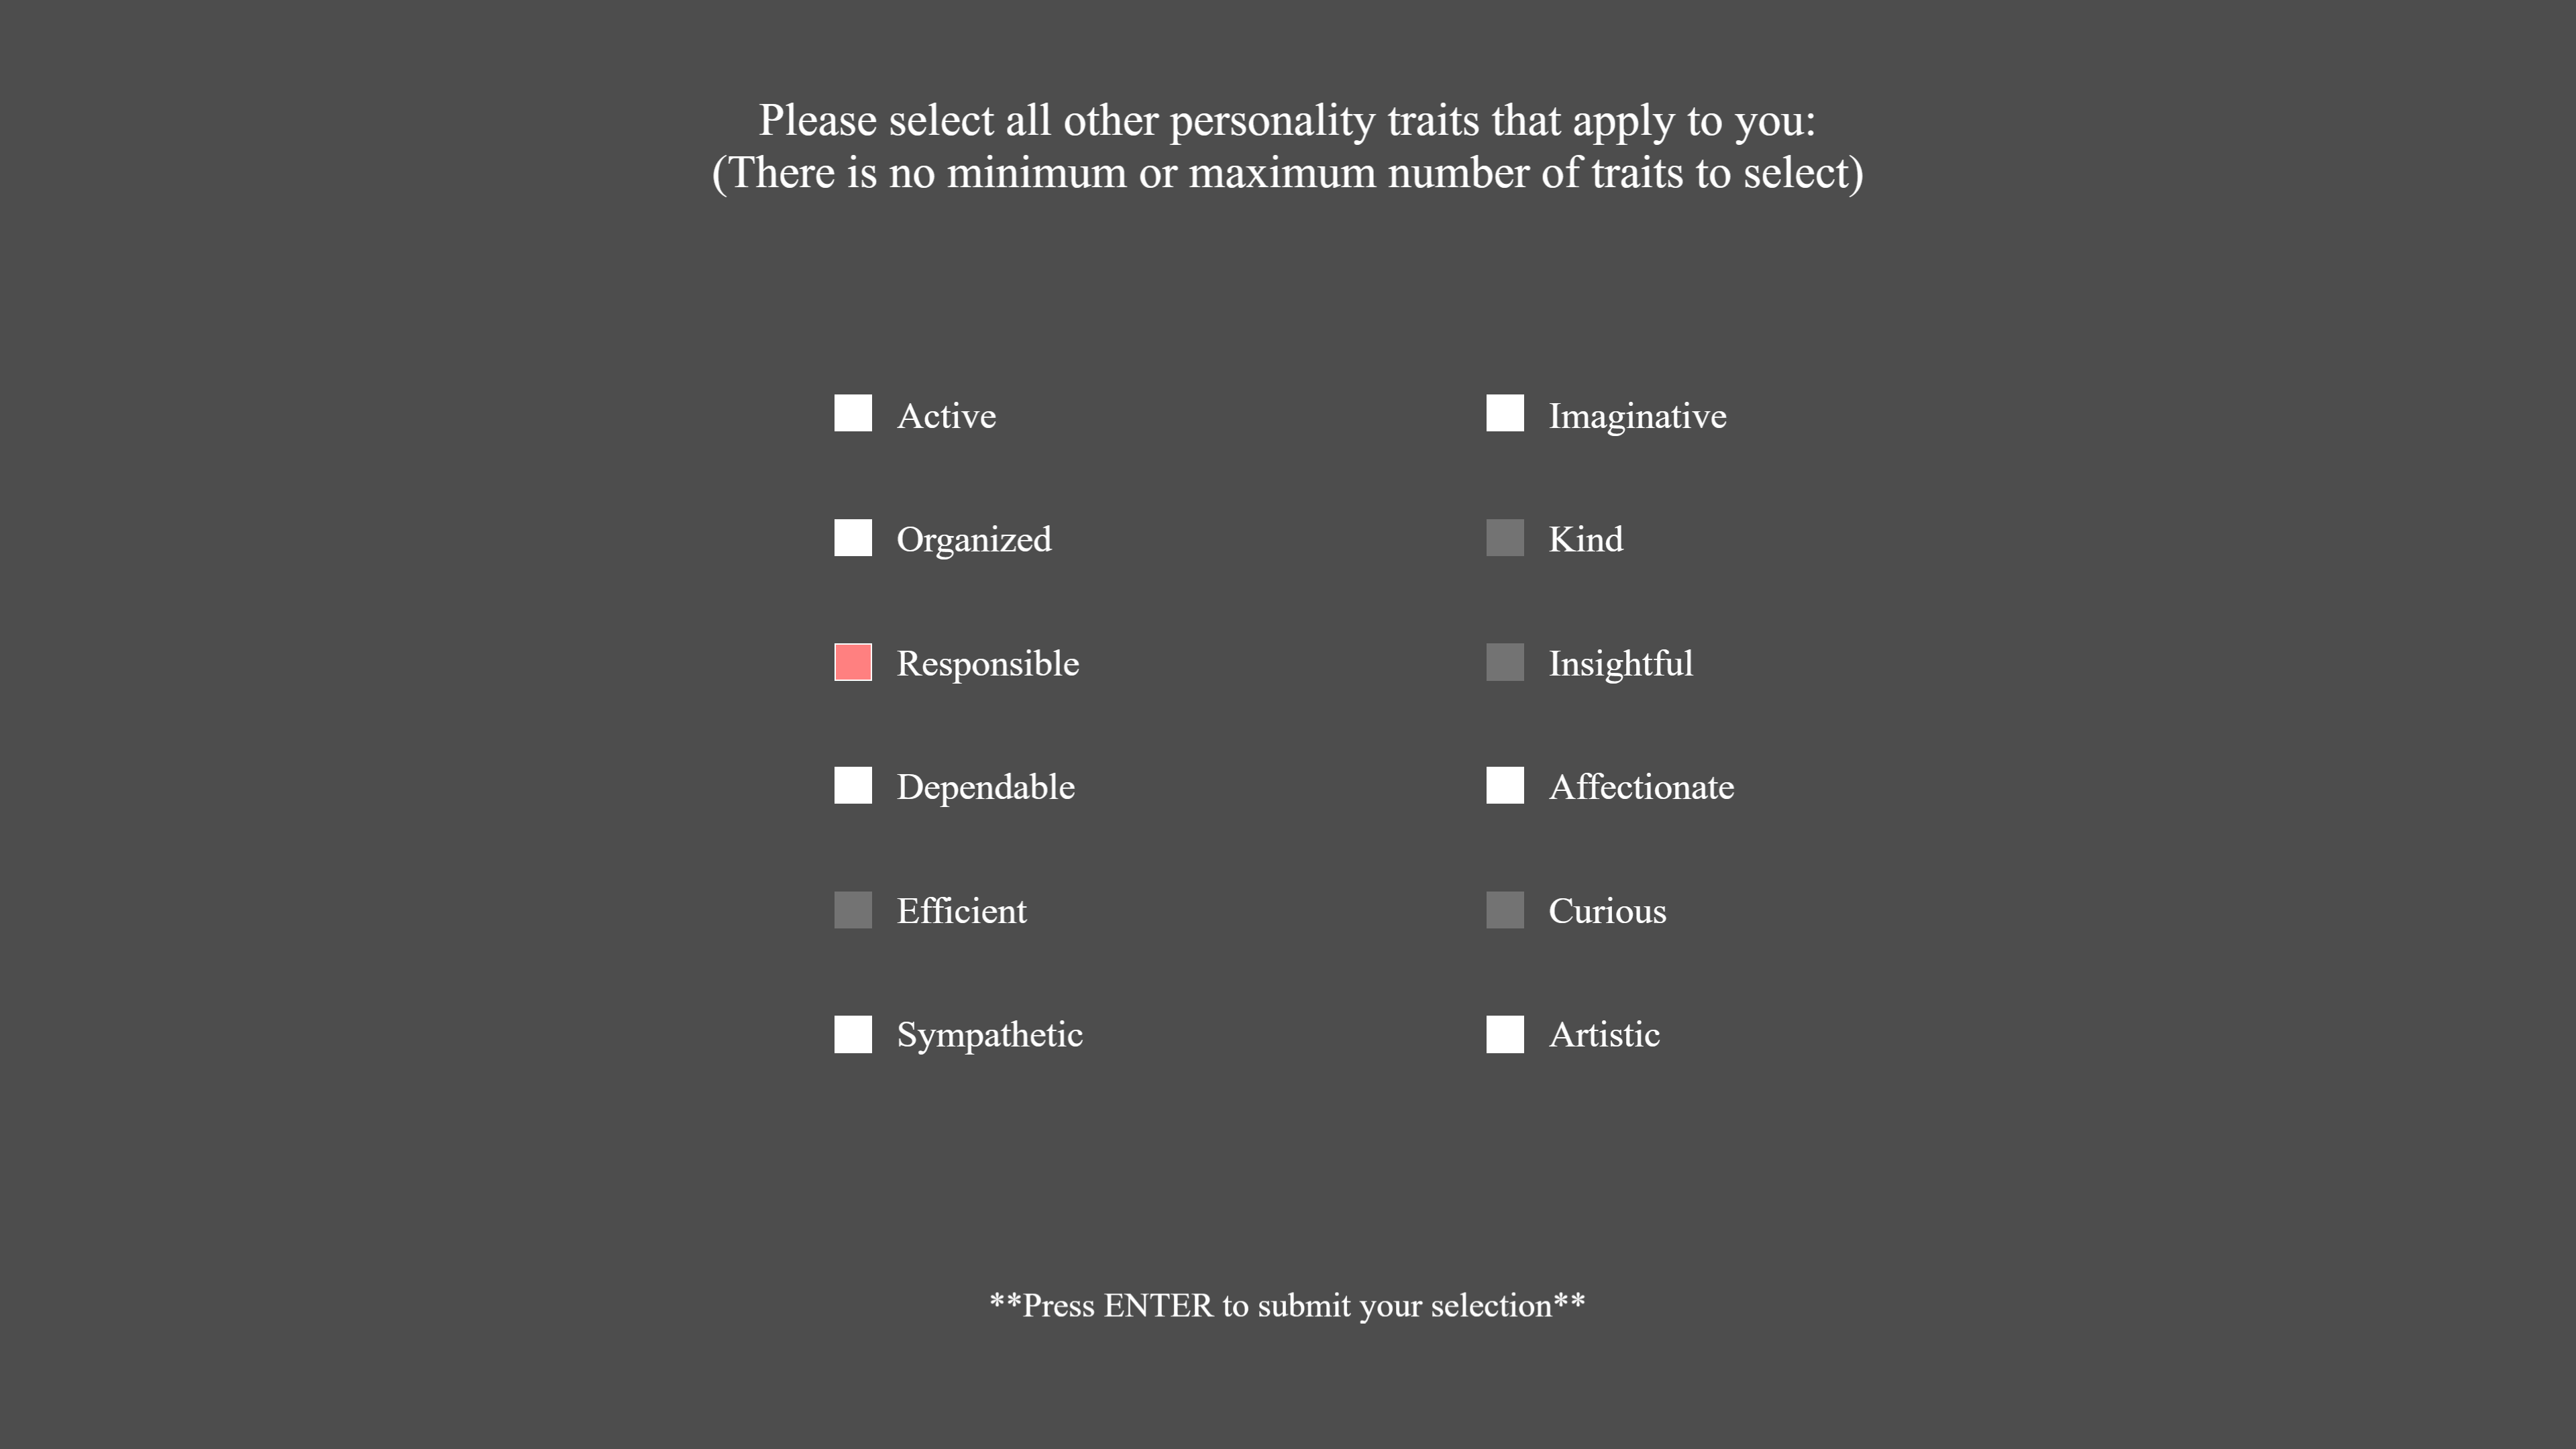 Please select all other personality traits that apply to you:
(There is no minimum or maximum number of traits to select)
Active
Imaginative
Organized
Kind
Responsible
Insightful
Dependable
Affectionate
Efficient
Curious
Sympathetic
Artistic
**Press ENTER to submit your selection**